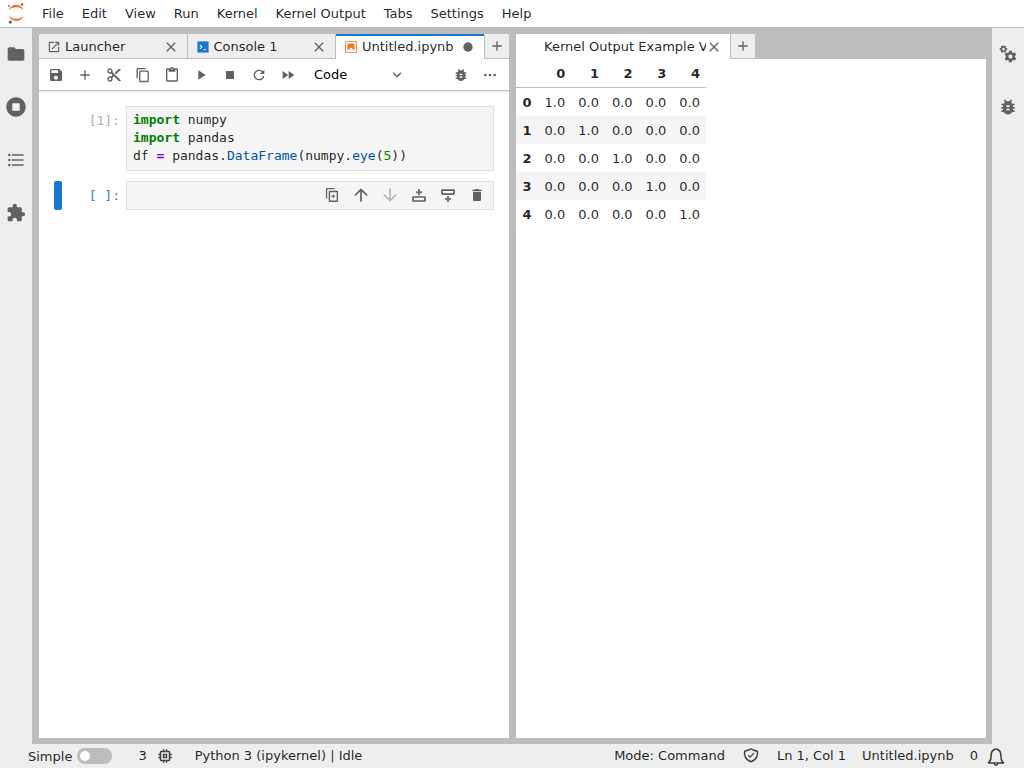 File Edit View Run Kernel Kernel Output Tabs Settings Help
Launcher Console 1 Untitled.ipynb
Code
[1]: import numpy
import pandas
df = pandas.DataFrame(numpy.eye(5))
[ ]:
Kernel Output Example V
0 1 2 3 4
0 1.0 0.0 0.0 0.0 0.0
1 0.0 1.0 0.0 0.0 0.0
2 0.0 0.0 1.0 0.0 0.0
3 0.0 0.0 0.0 1.0 0.0
4 0.0 0.0 0.0 0.0 1.0
Simple 3 Python 3 (ipykernel) | Idle Mode: Command Ln 1, Col 1 Untitled.ipynb 0